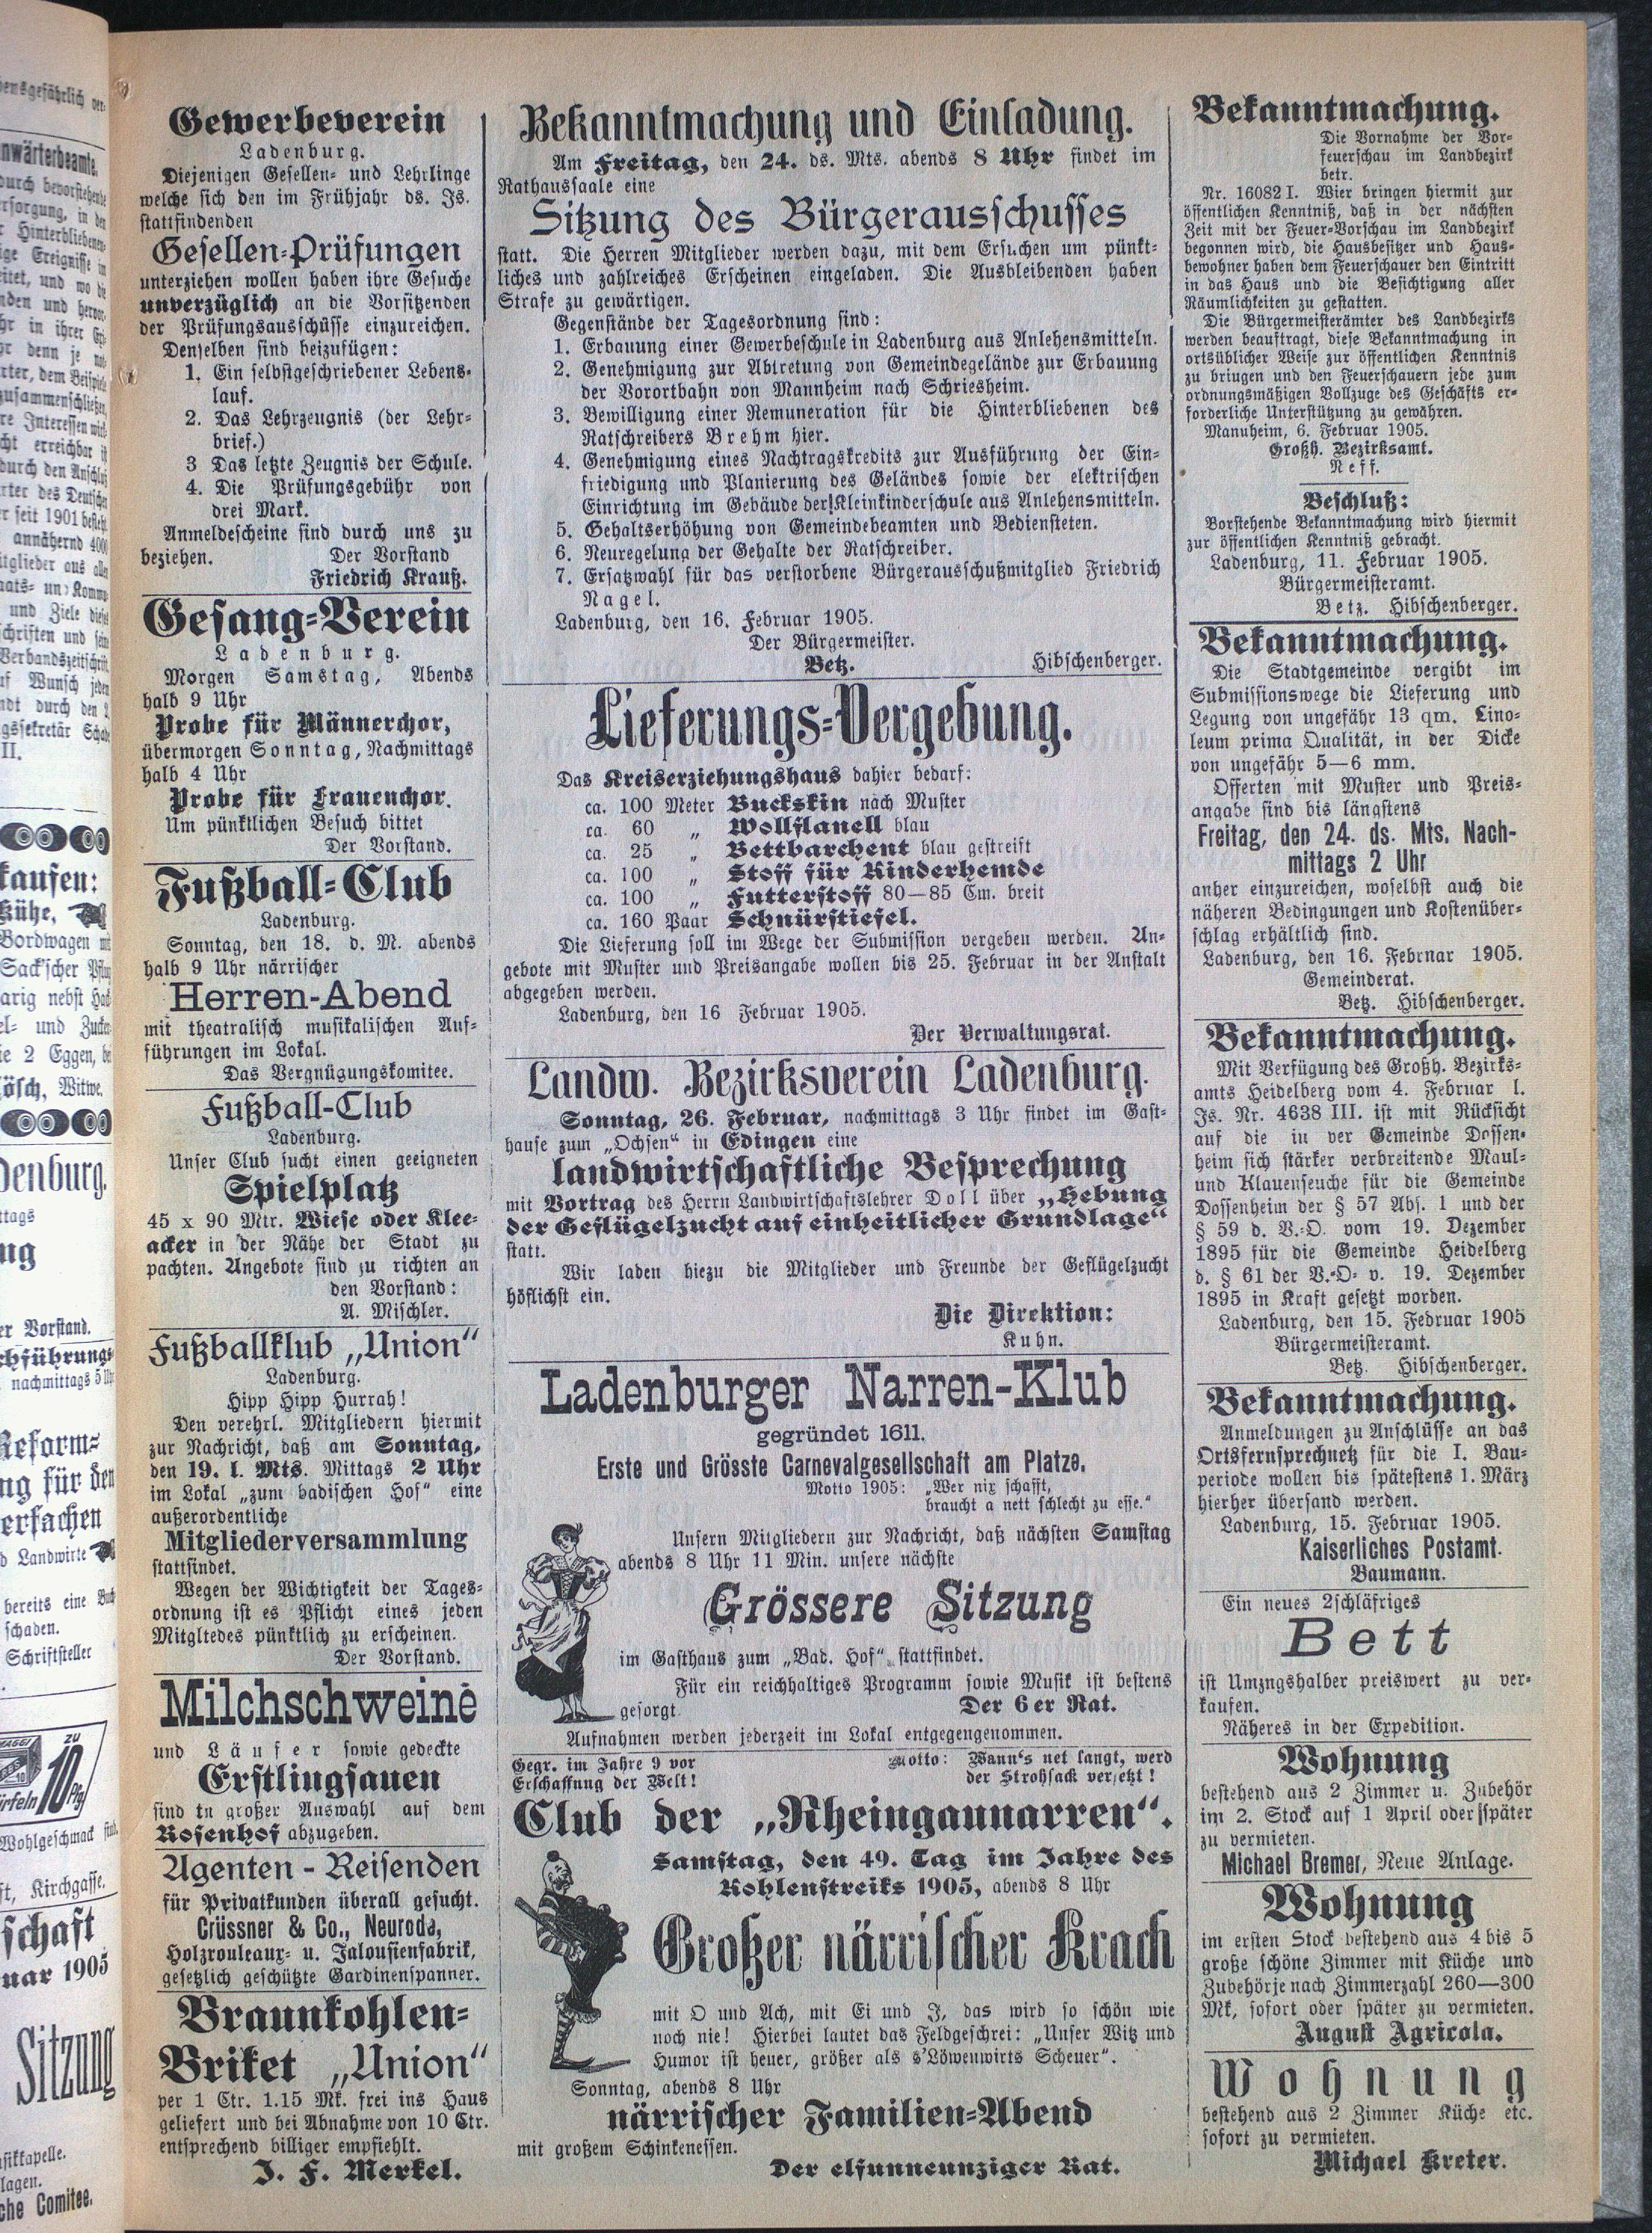 Gewerbeverein
Ladenburg.
Diejenigen Gesellen- und Lehrlinge
welche sich den im Frühjahr ds. Js.
stattfindenden
Gesellen-Prüfungen
unterziehen wollen haben ihre Gesuche
unverzüglich an die Vorsitzenden
der Prüfungsausschüsse einzureichen.
Denselben sind beizufügen:
1. Ein selbstgeschriebener Lebens-
lauf.
2. Das Lehrzeugnis (der Lehr-
brief.)
3 Das letzte Zeugnis der Schule.
4. Die Prüfungsgebühr von
drei Mark.
Anmeldescheine sind durch uns zu
beziehen. Der Vorstand
Friedrich Krauß.
Gesang-Verein
Ladenburg.
Morgen Samstag, Abends
halb 9 Uhr
Probe für Männerchor,
übermorgen Sonntag, Nachmittags
halb 4 Uhr
Probe für Frauenchor.
Um pünktlichen Besuch bittet
Der Vorstand.
Fußball-Club
Ladenburg.
Sonntag, den 18. d. M. abends
halb 9 Uhr närrischer
Herren-Abend
mit theatralisch musikalischen Auf-
führungen im Lokal.
Das Vergnügungskomitee.
Fußball-Club
Ladenburg.
Unser Club sucht einen geeigneten
Spielplatz
45 x 90 Mtr. Wiese oder Klee-
acker in der Nähe der Stadt zu
pachten. Angebote sind zu richten an
den Vorstand:
A. Mischler.
Fußballklub „Union“
Ladenburg.
Hipp Hipp Hurrah!
Den verehrl. Mitgliedern hiermit
zur Nachricht, daß am Sonntag,
den 19. l. Mts. Mittags 2 Uhr
im Lokal „zum badischen Hof“ eine
außerordentliche
Mitgliederversammlung
stattfindet.
Wegen der Wichtigkeit der Tages-
ordnung ist es Pflicht eines jeden
Mitgltedes pünktlich zu erscheinen.
Der Vorstand.
Milchschweine
und Läufer sowie gedeckte
Erstlingsauen
sind in großer Auswahl auf dem
Rosenhof abzugeben.
Agenten - Reisenden
für Privatkunden überall gesucht.
Crüssner & Co., Neurode,
Holzrouleaux- u. Jalousienfabrik,
gesetzlich geschützte Gardinenspanner.
Braunkohlen-
Briket „Union“
per 1 Ctr. 1.15 Mk. frei ins Haus
geliefert und bei Abnahme von 10 Ctr.
entsprechend billiger empfiehlt.
J. F. Merkel.
Bekanntmachung und Einladung.
Am Freitag, den 24. ds. Mts. abends 8 Uhr findet im
Rathaussaale eine
Sitzung des Bürgerausschusses
statt. Die Herren Mitglieder werden dazu, mit dem Ersuchen um pünkt-
liches und zahlreiches Erscheinen eingeladen. Die Ausbleibenden haben
Strafe zu gewärtigen.
Gegenstände der Tagesordnung sind:
1. Erbauung einer Gewerbeschule in Ladenburg aus Anlehensmitteln.
2. Genehmigung zur Abtretung von Gemeindegelände zur Erbauung
der Vorortbahn von Mannheim nach Schriesheim.
3. Bewilligung einer Remuneration für die Hinterbliebenen des
Ratschreibers Brehm hier.
4. Genehmigung eines Nachtragskredits zur Ausführung der Ein-
friedigung und Planierung des Geländes sowie der elektrischen
Einrichtung im Gebäude der Kleinkinderschule aus Anlehensmitteln.
5. Gehaltserhöhung von Gemeindebeamten und Bediensteten.
6. Neuregelung der Gehalte der Ratschreiber.
7. Ersatzwahl für das verstorbene Bürgerausschußmitglied Friedrich
Nagel.
Ladenburg, den 16. Februar 1905.
Der Bürgermeister.
Betz. Hibschenberger.
Lieferungs-Vergebung.
Das Kreiserziehungshaus dahier bedarf:
ca. 100 Meter Buckskin nach Muster
ca. 60 „ Wollflanell blau
ca. 25 „ Bettbarchent blau gestreift
ca. 100 „ Stoff für Kinderhemde
ca. 100 „ Futterstoff 80—85 Cm. breit
ca. 160 Paar Schnürstiefel.
Die Lieferung soll im Wege der Submission vergeben werden. An-
gebote mit Muster und Preisangabe wollen bis 25. Februar in der Anstalt
abgegeben werden.
Ladenburg, den 16 Februar 1905.
Der Verwaltungsrat.
Landw. Bezirksverein Ladenburg.
Sonntag, 26. Februar, nachmittags 3 Uhr findet im Gast-
hause zum „Ochsen“ in Edingen eine
landwirtschaftliche Besprechung
mit Vortrag des Herrn Landwirtschaftslehrer Doll über „Hebung
der Geflügelzucht auf einheitlicher Grundlage“
statt.
Wir laden hiezu die Mitglieder und Freunde der Geflügelzucht
höflichst ein.
Die Direktion:
Kuhn.
Ladenburger Narren-Klub
gegründet 1611.
Erste und Grösste Carnevalgesellschaft am Platze.
Motto 1905: „Wer nix schafft,
braucht a nett schlecht zu esse.“
Unsern Mitgliedern zur Nachricht, daß nächsten Samstag
abends 8 Uhr 11 Min. unsere nächste
Grössere Sitzung
im Gasthaus zum „Bad. Hof“ stattfindet.
Für ein reichhaltiges Programm sowie Musik ist bestens
gesorgt. Der 6er Rat.
Aufnahmen werden jederzeit im Lokal entgegengenommen.
Gegr. im Jahre 9 vor Motto: Wann's net langt, werd
Erschaffung der Welt! der Strohsack versetzt!
Club der „Rheingaunarren“.
Samstag, den 49. Tag im Jahre des
Kohlenstreiks 1905, abends 8 Uhr
Großer närrischer Krach
mit O und Ach, mit Ei und J, das wird so schön wie
noch nie! Hierbei lautet das Feldgeschrei: „Unser Witz und
Humor ist heuer, größer als s'Löwenwirts Scheuer“.
Sonntag, abends 8 Uhr
närrischer Familien-Abend
mit großem Schinkenessen.
Der elfunneunziger Rat.
Bekanntmachung.
Die Vornahme der Vor-
feuerschau im Landbezirk
betr.
Nr. 16082 I. Wier bringen hiermit zur
öffentlichen Kenntniß, daß in der nächsten
Zeit mit der Feuer-Vorschau im Landbezirk
begonnen wird, die Hausbesitzer und Haus-
bewohner haben dem Feuerschauer den Eintritt
in das Haus und die Besichtigung aller
Räumlichkeiten zu gestatten.
Die Bürgermeisterämter des Landbezirks
werden beauftragt, diese Bekanntmachung in
ortsüblicher Weise zur öffentlichen Kenntnis
zu briugen und den Feuerschauern jede zum
ordnungsmäßigen Vollzuge des Geschäfts er-
forderliche Unterstützung zu gewähren.
Mannheim, 6. Februar 1905.
Großh. Bezirksamt.
Neff.
Beschluß:
Vorstehende Bekanntmachung wird hiermit
zur öffentlichen Kenntniß gebracht.
Ladenburg, 11. Februar 1905.
Bürgermeisteramt.
Betz. Hibschenberger.
Bekanntmachung.
Die Stadtgemeinde vergibt im
Submissionswege die Lieferung und
Legung von ungefähr 13 qm. Lino-
leum prima Qualität, in der Dicke
von ungefähr 5—6 mm.
Offerten mit Muster und Preis-
angabe sind bis längstens
Freitag, den 24. ds. Mts. Nach-
mittags 2 Uhr
anher einzureichen, woselbst auch die
näheren Bedingungen und Kostenüber-
schlag erhältlich sind.
Ladenburg, den 16. Februar 1905.
Gemeinderat.
Betz. Hibschenberger.
Bekanntmachung.
Mit Verfügung des Großh. Bezirks-
amts Heidelberg vom 4. Februar l.
Js. Nr. 4638 III. ist mit Rücksicht
auf die in ver Gemeinde Dossen-
heim sich stärker verbreitende Maul-
und Klauenseuche für die Gemeinde
Dossenheim der § 57 Abs. 1 und der
§ 59 d. V.-O. vom 19. Dezember
1895 für die Gemeinde Heidelberg
d. § 61 der V.-O- v. 19. Dezember
1895 in Kraft gesetzt worden.
Ladenburg, den 15. Februar 1905
Bürgermeisteramt.
Betz. Hibschenberger.
Bekanntmachung.
Anmeldungen zu Anschlüsse an das
Ortsfernsprechnetz für die I. Bau-
periode wollen bis spätestens 1. März
hierher übersand werden.
Ladenburg, 15. Februar 1905.
Kaiserliches Postamt.
Baumann.
Ein neues 2schläfriges
Bett
ist Umzngshalber preiswert zu ver-
kaufen.
Näheres in der Expedition.
Wohnung
bestehend aus 2 Zimmer u. Zubehör
im 2. Stock auf 1 April oder später
zu vermieten.
Michael Bremer, Neue Anlage.
Wohnung
im ersten Stock bestehend aus 4 bis 5
große schöne Zimmer mit Küche und
Zubehörje nach Zimmerzahl 260—300
Mk, sofort oder später zu vermieten.
August Agricola.
Wohnung
bestehend aus 2 Zimmer Küche etc.
sofort zu vermieten.
Michael Kreter.